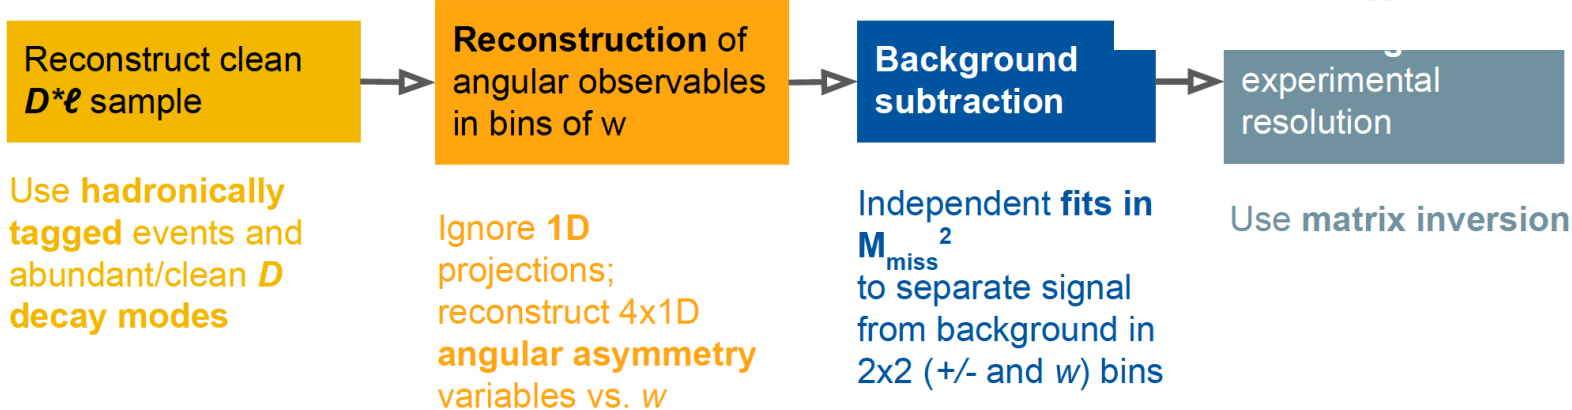 Reconstruct clean
D*ℓ sample
Use hadronically
tagged events and
abundant/clean D
decay modes
Reconstruction of
angular observables
in bins of w
Ignore 1D
projections;
reconstruct 4x1D
angular asymmetry
variables vs. w
Background
subtraction
Independent fits in
M_miss²
to separate signal
from background in
2x2 (+/- and w) bins
experimental
resolution
Use matrix inversion